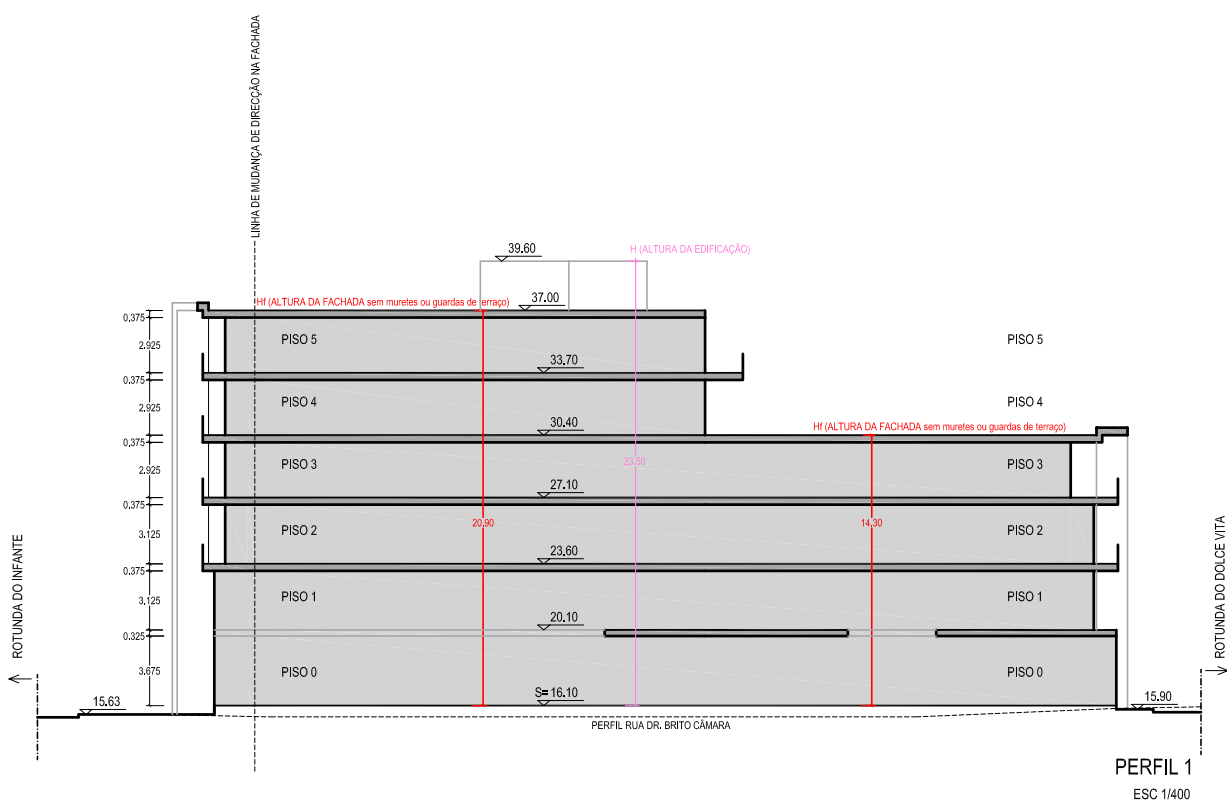 LINHA DE MUDANÇA DE DIRECÇÃO NA FACHADA
39.60
H (ALTURA DA EDIFICAÇÃO)
Hf (ALTURA DA FACHADA sem muretes ou guardas de terraço)
37.00
0,375
PISO 5
PISO 5
2.925
33.70
0.375
PISO 4
PISO 4
2.925
30.40
Hf (ALTURA DA FACHADA sem muretes ou guardas de terraço)
0.375
PISO 3
23.50
PISO 3
2.925
27.10
0.375
20,90
14,30
PISO 2
PISO 2
3.125
23.60
0.375
PISO 1
PISO 1
3.125
20.10
0.325
PISO 0
PISO 0
3.675
S= 16.10
15.63
15.90
ROTUNDA DO INFANTE
ROTUNDA DO DOLCE VITA
PERFIL RUA DR. BRITO CÂMARA
PERFIL 1
ESC 1/400